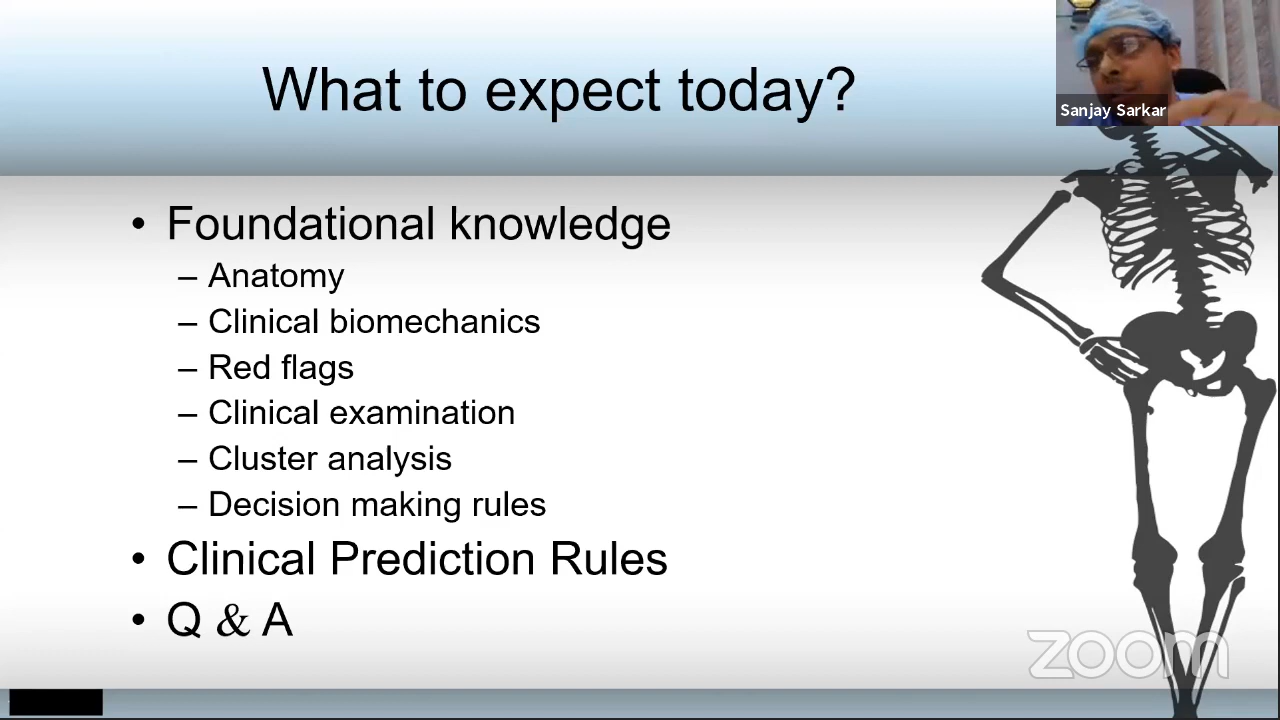 What to expect today?
Sanjay Sarkar
• Foundational knowledge
– Anatomy
– Clinical biomechanics
– Red flags
– Clinical examination
– Cluster analysis
– Decision making rules
• Clinical Prediction Rules
• Q & A
zoom